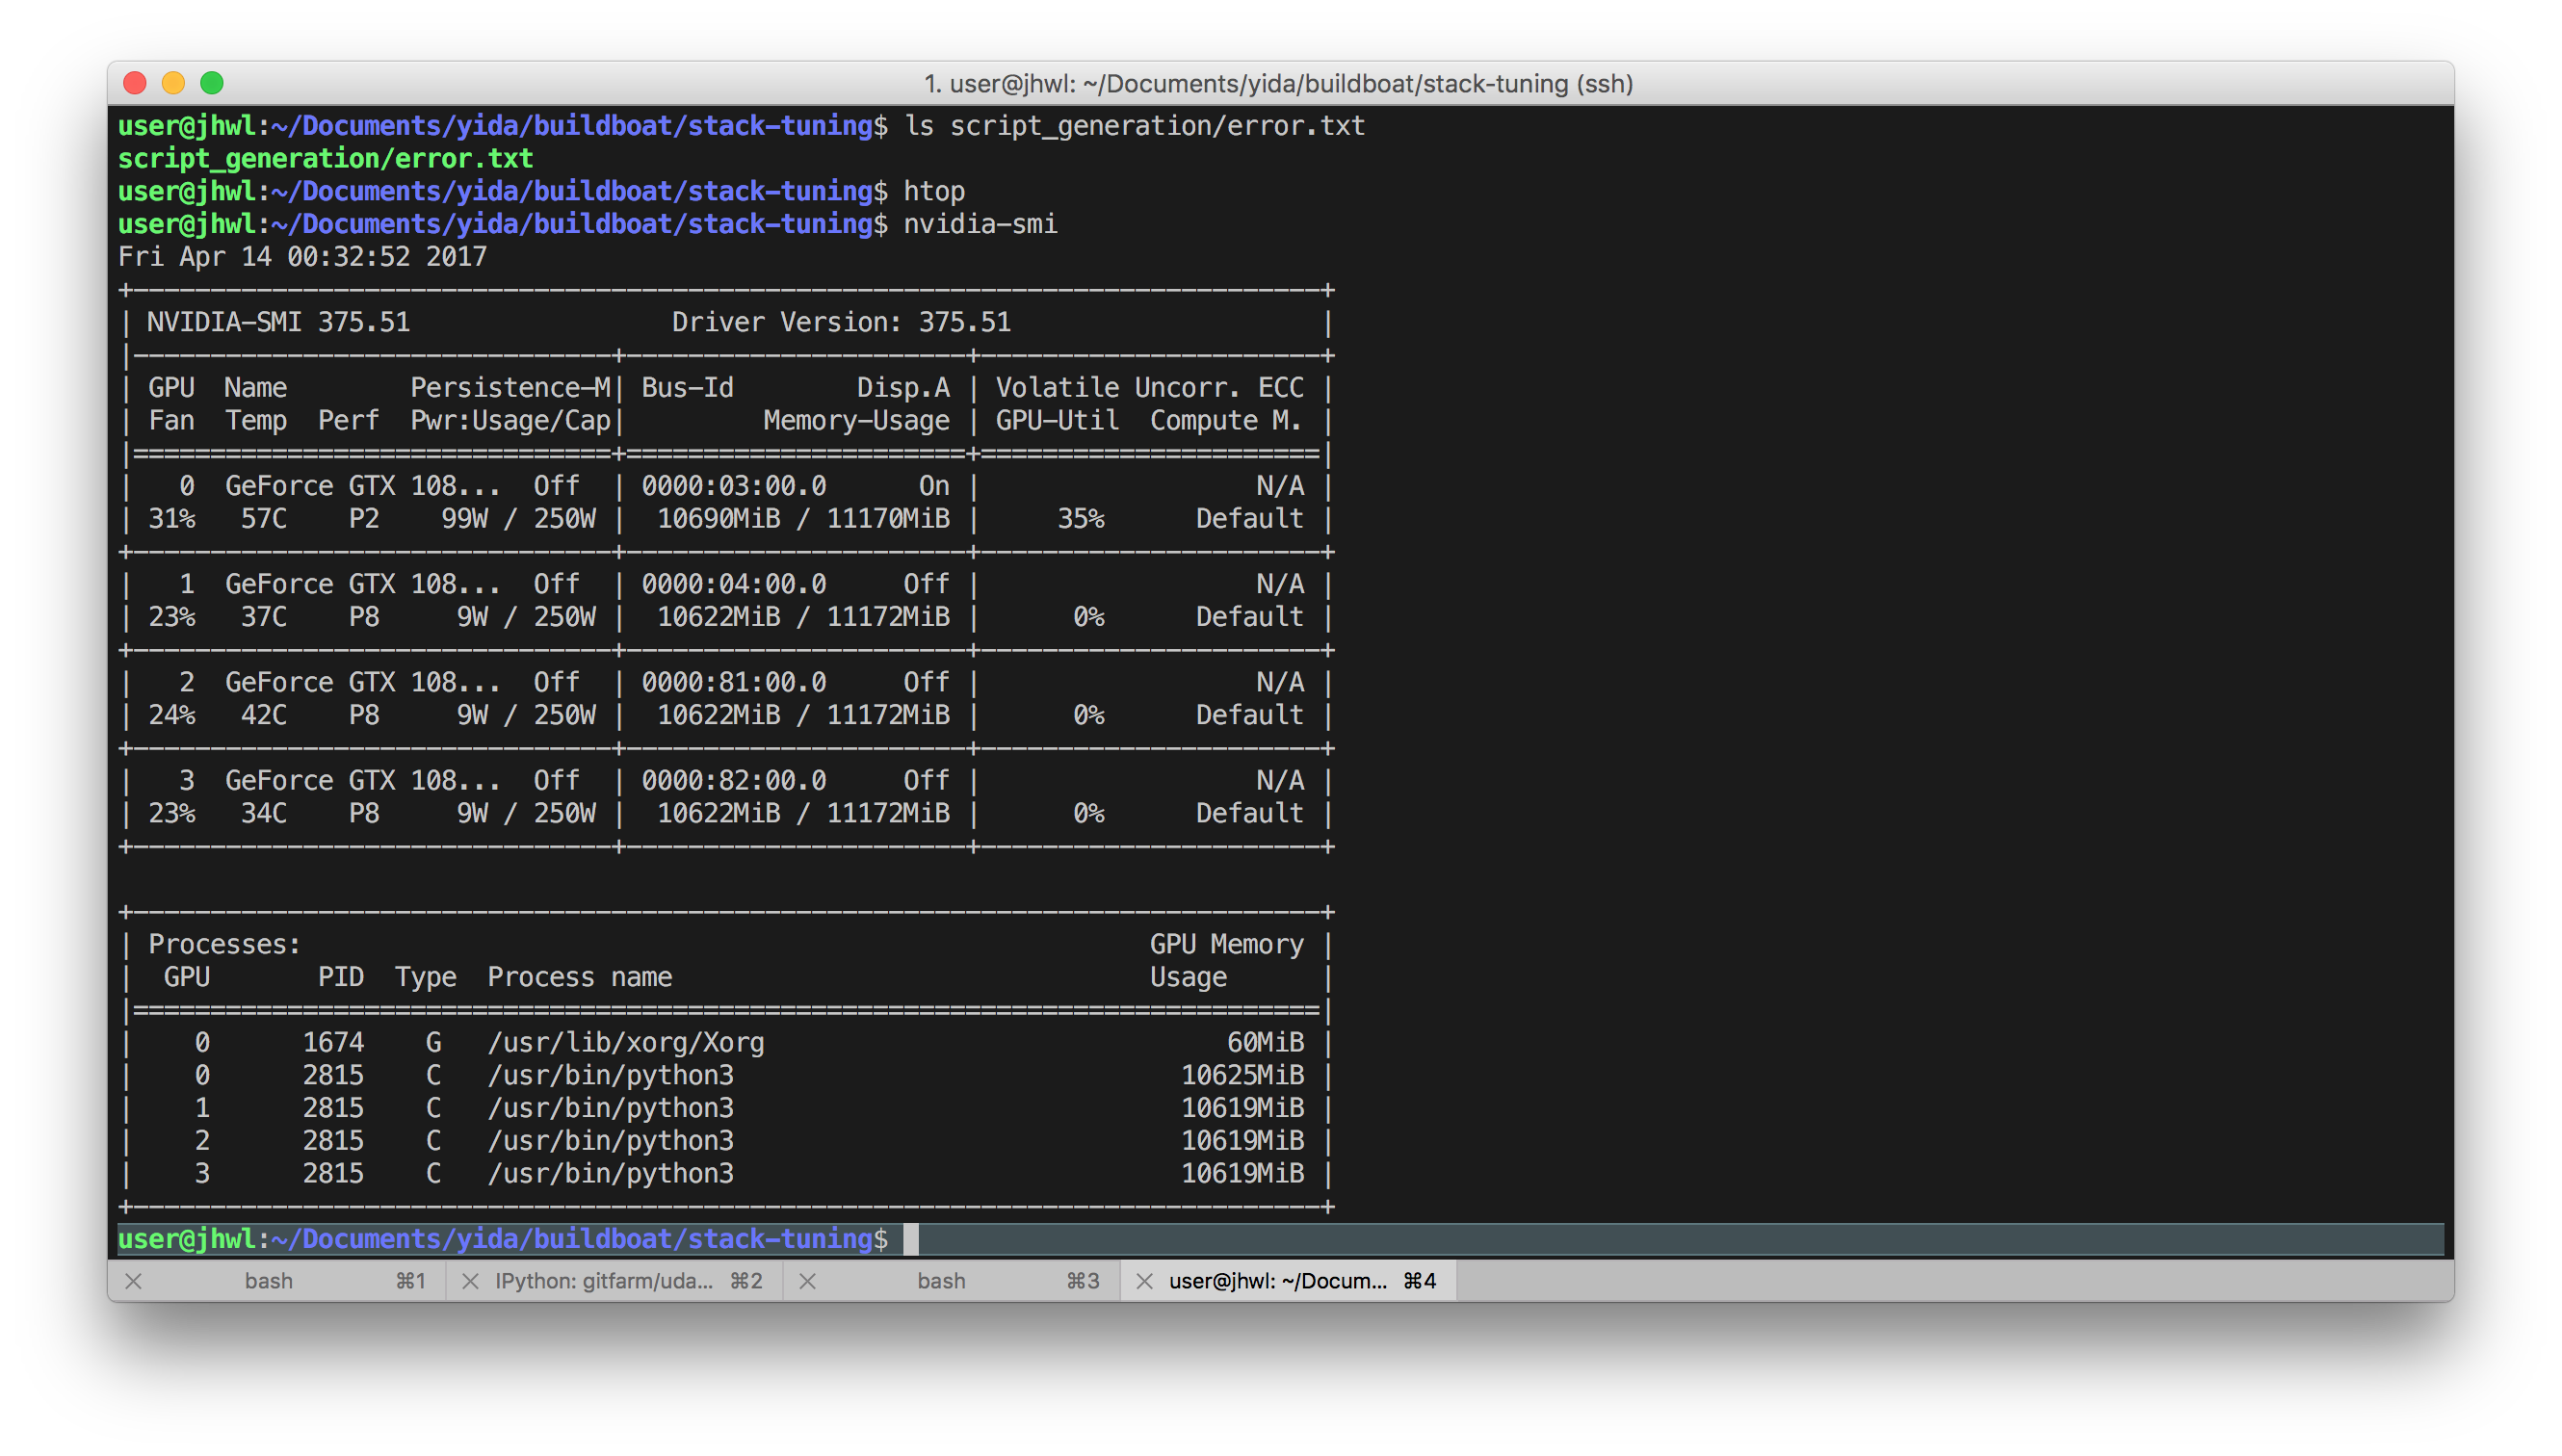 1. user@jhwl: ~/Documents/yida/buildboat/stack-tuning (ssh)
user@jhwl:~/Documents/yida/buildboat/stack-tuning$ ls script_generation/error.txt
script_generation/error.txt
user@jhwl:~/Documents/yida/buildboat/stack-tuning$ htop
user@jhwl:~/Documents/yida/buildboat/stack-tuning$ nvidia-smi
Fri Apr 14 00:32:52 2017
+-----------------------------------------------------------------------------+
| NVIDIA-SMI 375.51                 Driver Version: 375.51                    |
|-------------------------------+----------------------+----------------------+
| GPU  Name        Persistence-M| Bus-Id        Disp.A | Volatile Uncorr. ECC |
| Fan  Temp  Perf  Pwr:Usage/Cap|         Memory-Usage | GPU-Util  Compute M. |
|===============================+======================+======================|
|   0  GeForce GTX 108...  Off  | 0000:03:00.0      On |                  N/A |
| 31%   57C    P2    99W / 250W |  10690MiB / 11170MiB |     35%      Default |
+-------------------------------+----------------------+----------------------+
|   1  GeForce GTX 108...  Off  | 0000:04:00.0     Off |                  N/A |
| 23%   37C    P8     9W / 250W |  10622MiB / 11172MiB |      0%      Default |
+-------------------------------+----------------------+----------------------+
|   2  GeForce GTX 108...  Off  | 0000:81:00.0     Off |                  N/A |
| 24%   42C    P8     9W / 250W |  10622MiB / 11172MiB |      0%      Default |
+-------------------------------+----------------------+----------------------+
|   3  GeForce GTX 108...  Off  | 0000:82:00.0     Off |                  N/A |
| 23%   34C    P8     9W / 250W |  10622MiB / 11172MiB |      0%      Default |
+-------------------------------+----------------------+----------------------+
+-----------------------------------------------------------------------------+
| Processes:                                                       GPU Memory |
|  GPU       PID  Type  Process name                               Usage      |
|=============================================================================|
|    0      1674    G   /usr/lib/xorg/Xorg                              60MiB |
|    0      2815    C   /usr/bin/python3                             10625MiB |
|    1      2815    C   /usr/bin/python3                             10619MiB |
|    2      2815    C   /usr/bin/python3                             10619MiB |
|    3      2815    C   /usr/bin/python3                             10619MiB |
+-----------------------------------------------------------------------------+
user@jhwl:~/Documents/yida/buildboat/stack-tuning$
bash ⌘1 IPython: gitfarm/uda... ⌘2 bash ⌘3 user@jhwl: ~/Docum... ⌘4